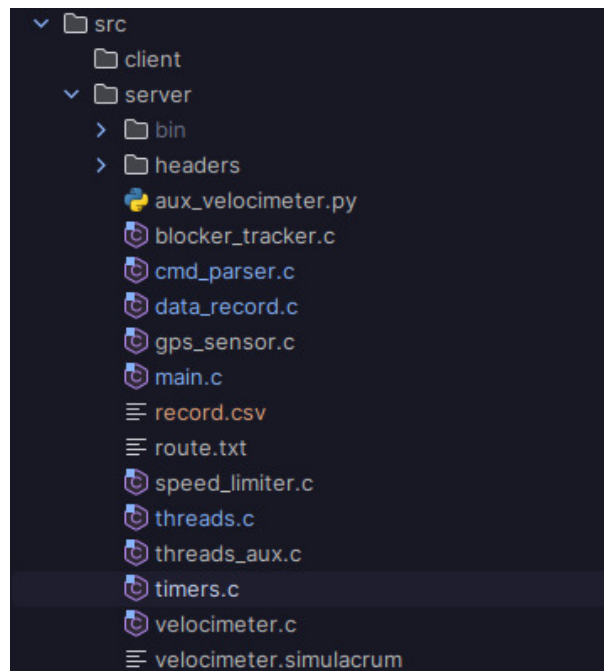 src
client
server
bin
headers
aux_velocimeter.py
blocker_tracker.c
cmd_parser.c
data_record.c
gps_sensor.c
main.c
record.csv
route.txt
speed_limiter.c
threads.c
threads_aux.c
timers.c
velocimeter.c
velocimeter.simulacrum